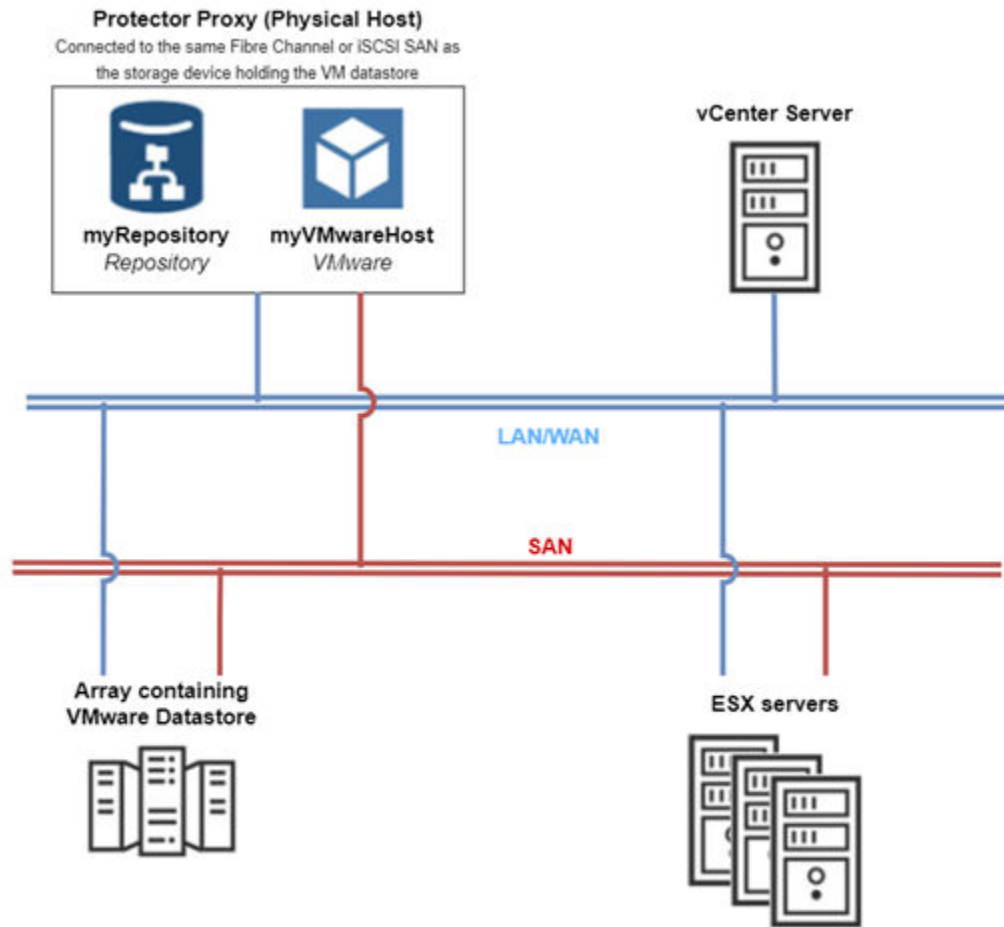 Protector Proxy (Physical Host)
Connected to the same Fibre Channel or iSCSI SAN as
the storage device holding the VM datastore
myRepository
Repository
myVMwareHost
VMware
vCenter Server
LAN/WAN
SAN
Array containing
VMware Datastore
ESX servers